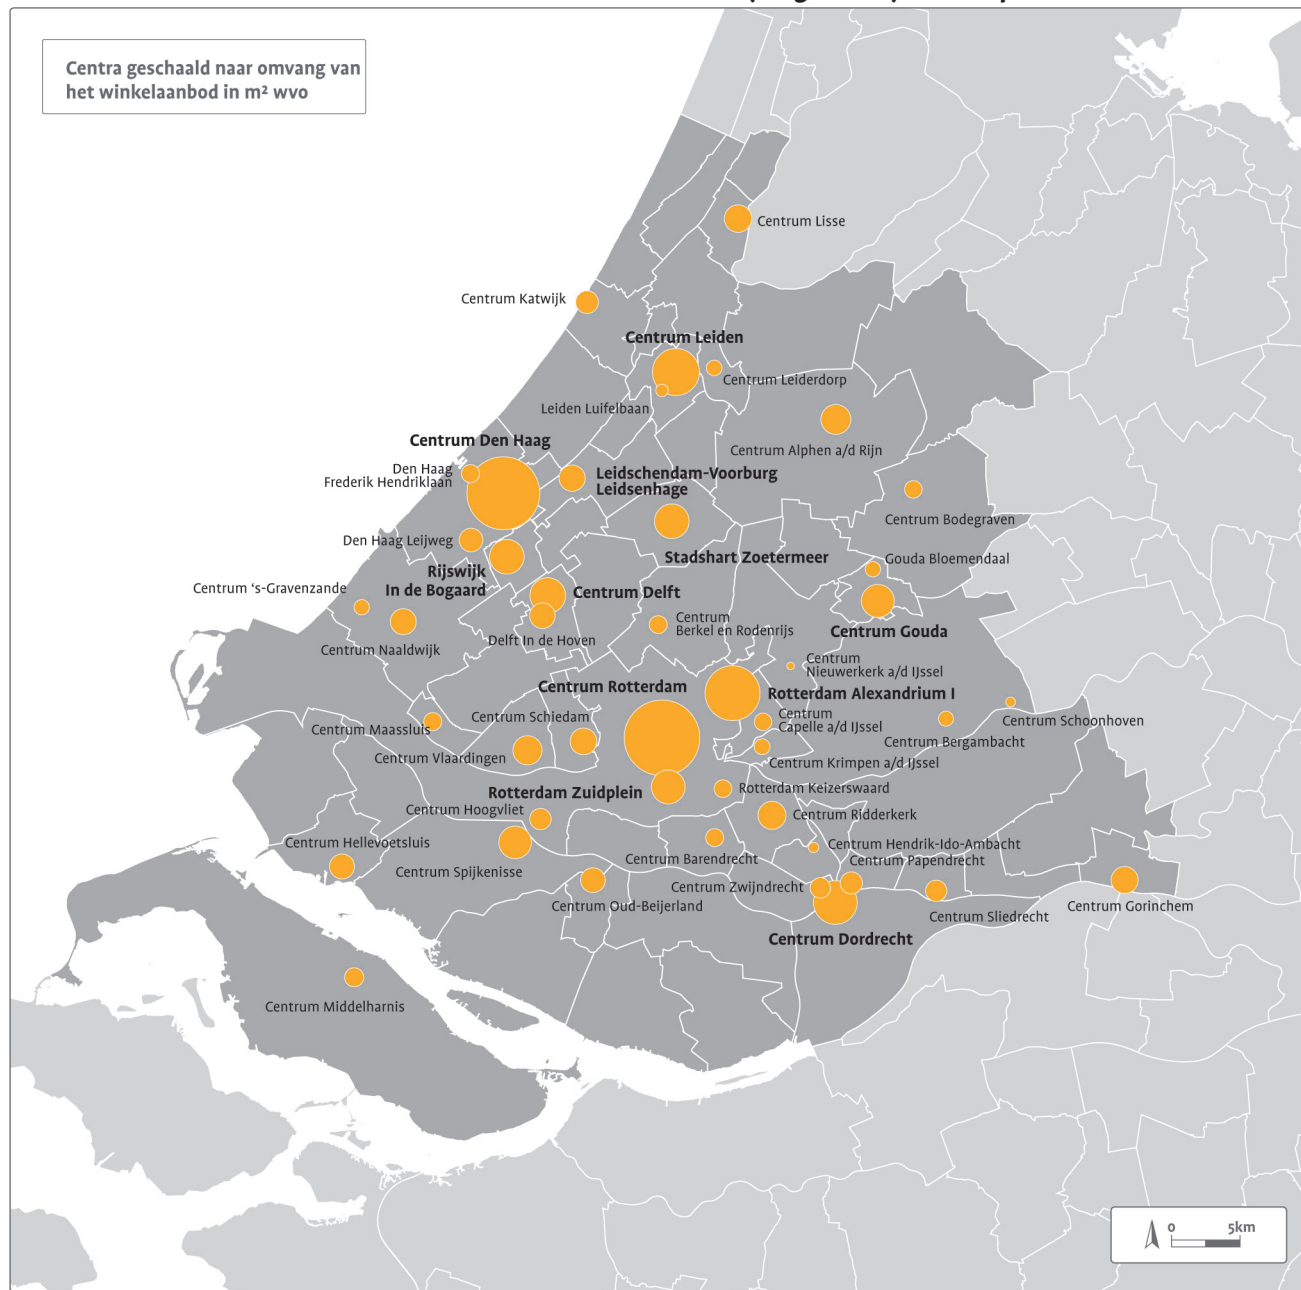 Centra geschaald naar omvang van
het winkelaanbod in m² wvo
Centrum Lisse
Centrum Katwijk
Centrum Leiden
Centrum Leiderdorp
Leiden Luifelbaan
Centrum Alphen a/d Rijn
Centrum Den Haag
Den Haag
Frederik Hendriklaan
Leidschendam-Voorburg
Leidsenhage
Centrum Bodegraven
Den Haag Leijweg
Stadshart Zoetermeer
Gouda Bloemendaal
Rijswijk
In de Bogaard
Centrum ‘s-Gravenzande
Centrum Delft
Centrum
Berkel en Rodenrijs
Centrum Gouda
Delft In de Hoven
Centrum Naaldwijk
Centrum
Nieuwerkerk a/d IJssel
Centrum Rotterdam
Rotterdam Alexandrium I
Centrum Schiedam
Centrum
Capelle a/d IJssel
Centrum Schoonhoven
Centrum Maassluis
Centrum Bergambacht
Centrum Vlaardingen
Centrum Krimpen a/d IJssel
Rotterdam Zuidplein
Rotterdam Keizerswaard
Centrum Hoogvliet
Centrum Ridderkerk
Centrum Hellevoetsluis
Centrum Hendrik-Ido-Ambacht
Centrum Barendrecht
Centrum Papendrecht
Centrum Spijkenisse
Centrum Zwijndrecht
Centrum Oud-Beijerland
Centrum Gorinchem
Centrum Sliedrecht
Centrum Dordrecht
Centrum Middelharnis
0 5km